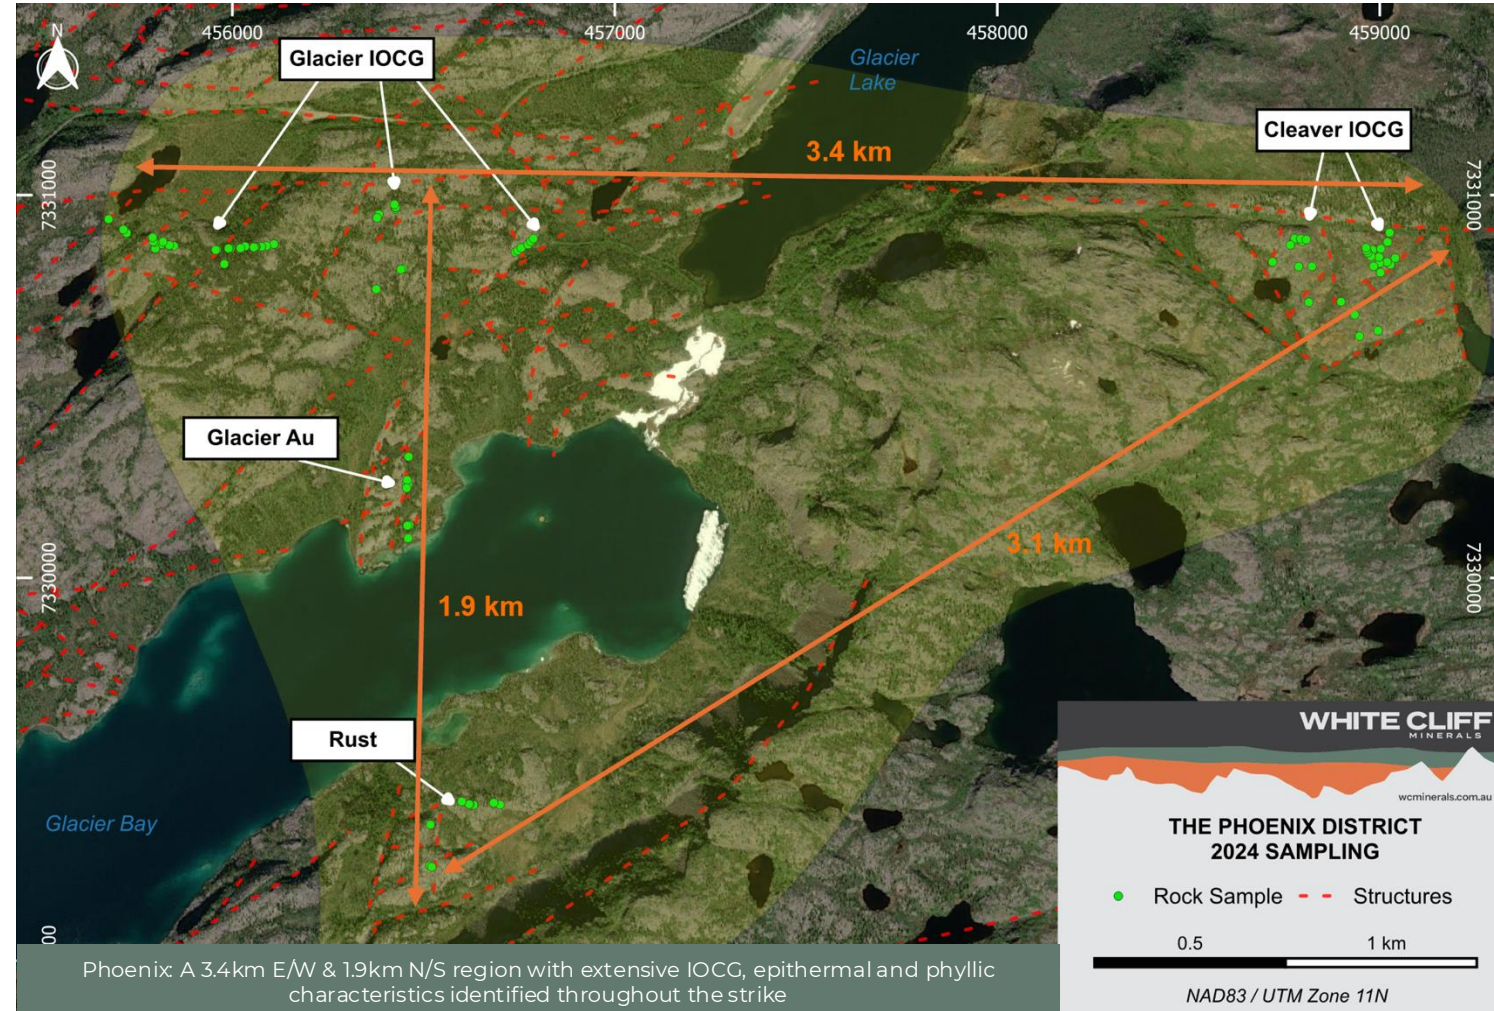 N
456000
457000
458000
459000
Glacier IOCG
Glacier
Lake
Cleaver IOCG
3.4 km
7331000
7331000
Glacier Au
7330000
7330000
3.1 km
1.9 km
Rust
Glacier Bay
00
WHITE CLIFF
MINERALS
wcminerals.com.au
THE PHOENIX DISTRICT
2024 SAMPLING
Rock Sample
Structures
0.5
1 km
NAD83 / UTM Zone 11N
Phoenix: A 3.4km E/W & 1.9km N/S region with extensive IOCG, epithermal and phyllic
characteristics identified throughout the strike